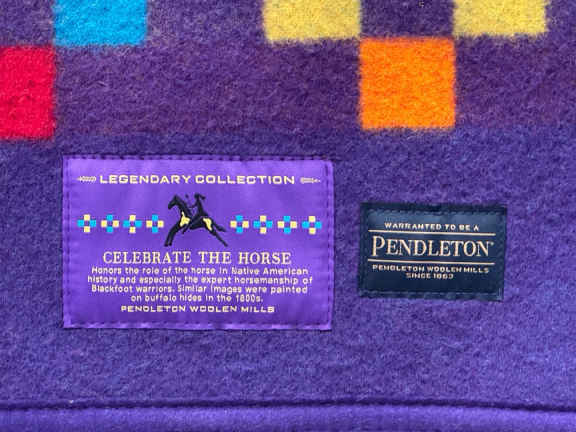 LEGENDARY COLLECTION
CELEBRATE THE HORSE
Honors the role of the horse in Native American
history and especially the expert horsemanship of
Blackfoot warriors. Similar images were painted
on buffalo hides in the 1800s.
PENDLETON WOOLEN MILLS
WARRANTED TO BE A
PENDLETON®
PENDLETON WOOLEN MILLS
SINCE 1863